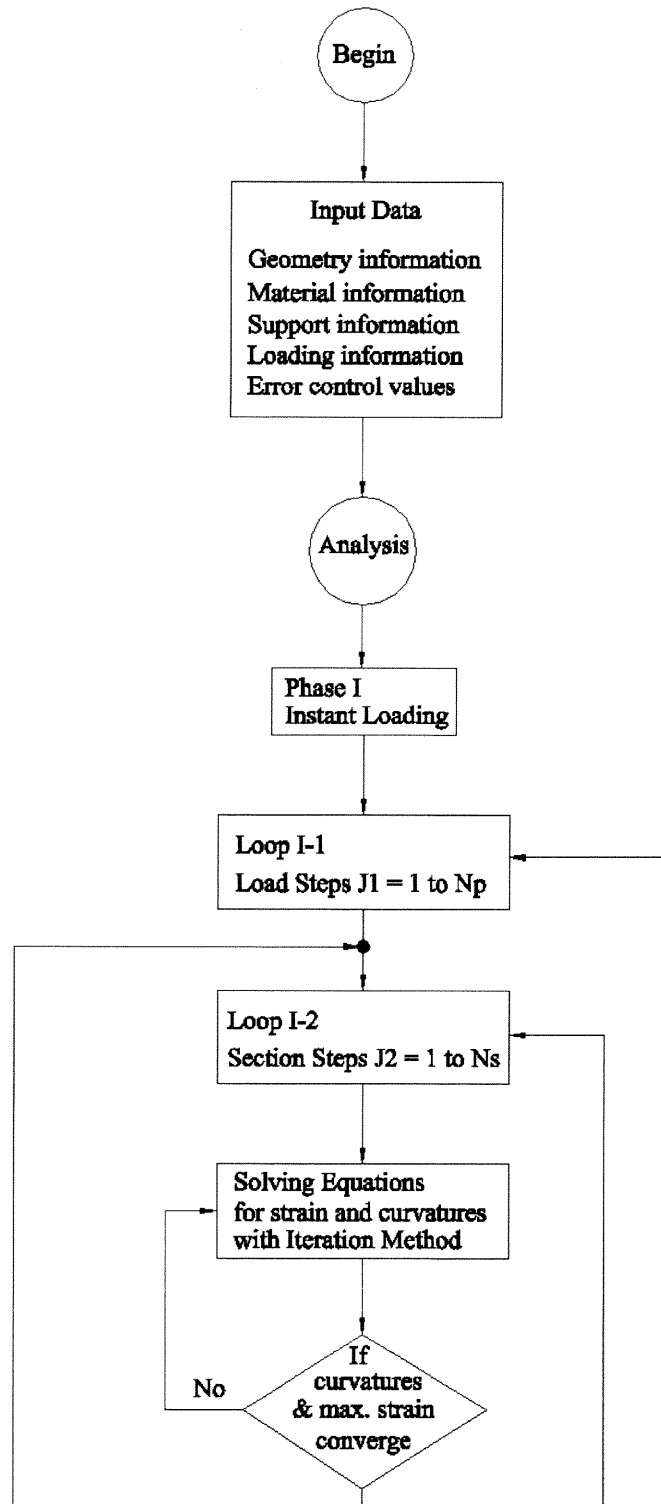 Begin
Input Data
Geometry information
Material information
Support information
Loading information
Error control values
Analysis
Phase I
Instant Loading
Loop I-1
Load Steps J1 = 1 to Np
Loop I-2
Section Steps J2 = 1 to Ns
Solving Equations
for strain and curvatures
with Iteration Method
If
curvatures
& max. strain
converge
No